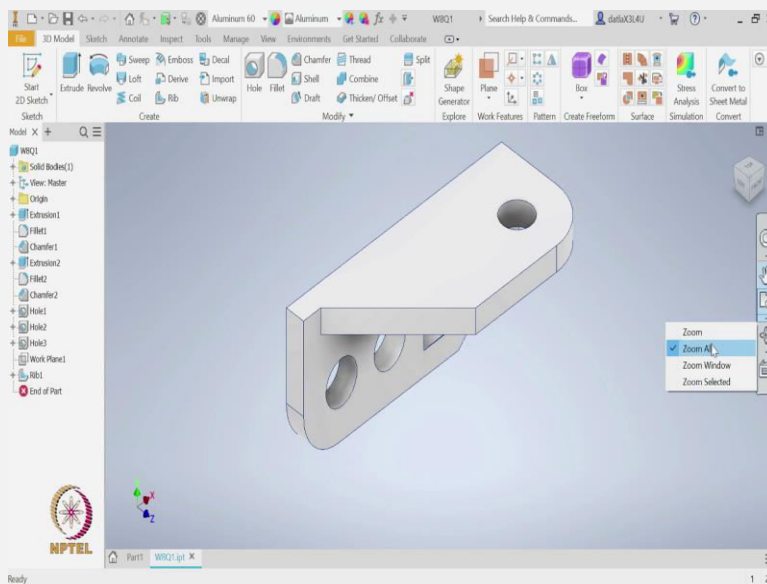 Aluminum 60 Aluminum fx W8Q1 Search Help & Commands... datlaX3L4U
File 3D Model Sketch Annotate Inspect Tools Manage View Environments Get Started Collaborate
Start
2D Sketch
Extrude Revolve
Sweep Emboss Decal
Loft Derive Import
Coil Rib Unwrap
Hole Fillet
Chamfer Thread Split
Shell Combine
Draft Thicken/ Offset
Shape
Generator
Plane
Box
Stress
Analysis
Convert to
Sheet Metal
Sketch Create Modify Explore Work Features Pattern Create Freeform Surface Simulation Convert
Model X +
W8Q1
Solid Bodies(1)
View: Master
Origin
Extrusion1
Fillet1
Chamfer1
Extrusion2
Fillet2
Chamfer2
Hole1
Hole2
Hole3
Work Plane1
Rib1
End of Part
Zoom
Zoom All
Zoom Window
Zoom Selected
X
Z
NPTEL
Part1 W8Q1.ipt X
Ready 1